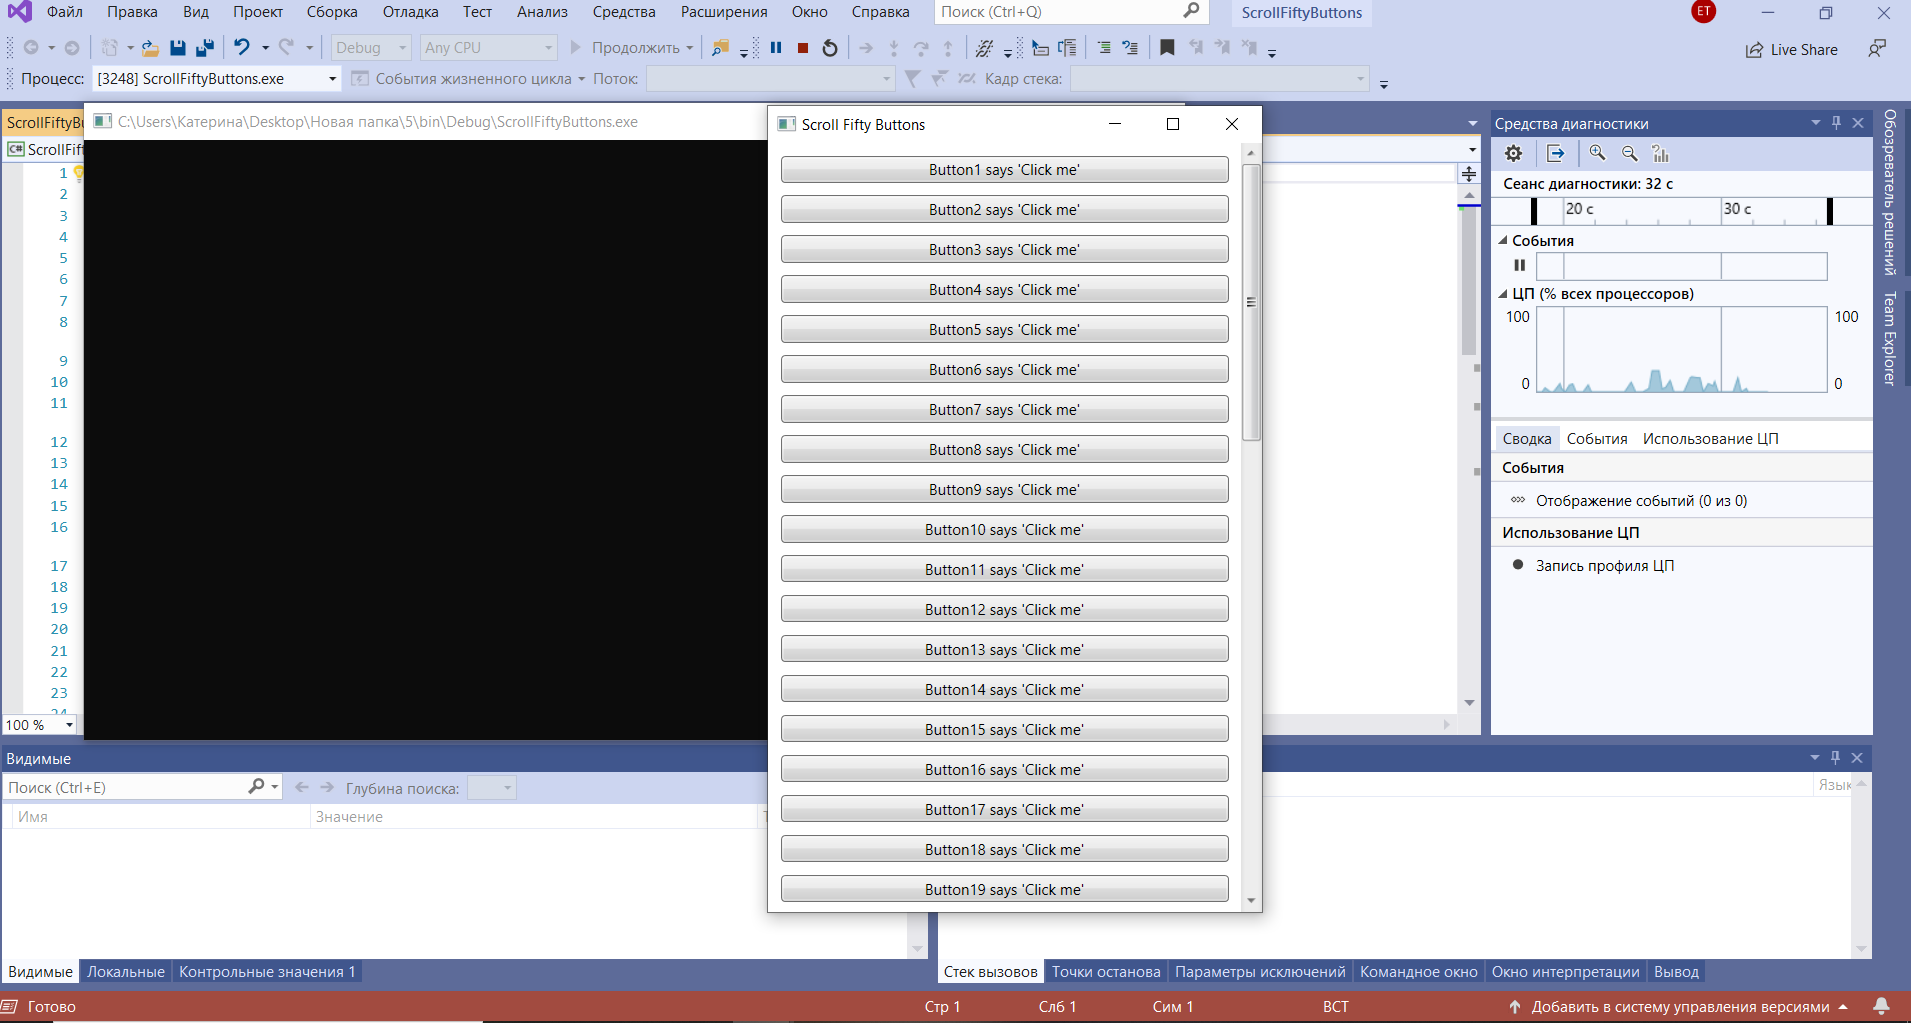 Файл Правка Вид Проект Сборка Отладка Тест Анализ Средства Расширения Окно Справка Поиск (Ctrl+Q) ScrollFiftyButtons ET
Debug Any CPU Продолжить Live Share
Процесс: [3248] ScrollFiftyButtons.exe События жизненного цикла Поток: Кадр стека:
ScrollFiftyBu
C# ScrollFift
C:\Users\Катерина\Desktop\Новая папка\5\bin\Debug\ScrollFiftyButtons.exe
1
2
3
4
5
6
7
8
9
10
11
12
13
14
15
16
17
18
19
20
21
22
23
24
100 %
Scroll Fifty Buttons
Button1 says 'Click me'
Button2 says 'Click me'
Button3 says 'Click me'
Button4 says 'Click me'
Button5 says 'Click me'
Button6 says 'Click me'
Button7 says 'Click me'
Button8 says 'Click me'
Button9 says 'Click me'
Button10 says 'Click me'
Button11 says 'Click me'
Button12 says 'Click me'
Button13 says 'Click me'
Button14 says 'Click me'
Button15 says 'Click me'
Button16 says 'Click me'
Button17 says 'Click me'
Button18 says 'Click me'
Button19 says 'Click me'
Средства диагностики
Сеанс диагностики: 32 с
20 с 30 с
События
ЦП (% всех процессоров)
100 100
0 0
Сводка События Использование ЦП
События
Отображение событий (0 из 0)
Использование ЦП
Запись профиля ЦП
Обозреватель решений
Team Explorer
Видимые
Поиск (Ctrl+E) Глубина поиска:
Имя Значение Т
Язык
Видимые Локальные Контрольные значения 1
Стек вызовов Точки останова Параметры исключений Командное окно Окно интерпретации Вывод
Готово Стр 1 Слб 1 Сим 1 ВСТ Добавить в систему управления версиями